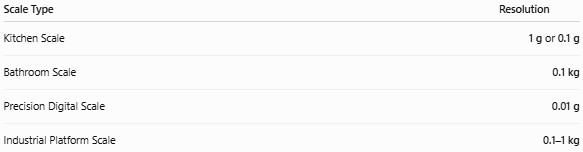 Scale Type Resolution
Kitchen Scale 1 g or 0.1 g
Bathroom Scale 0.1 kg
Precision Digital Scale 0.01 g
Industrial Platform Scale 0.1–1 kg